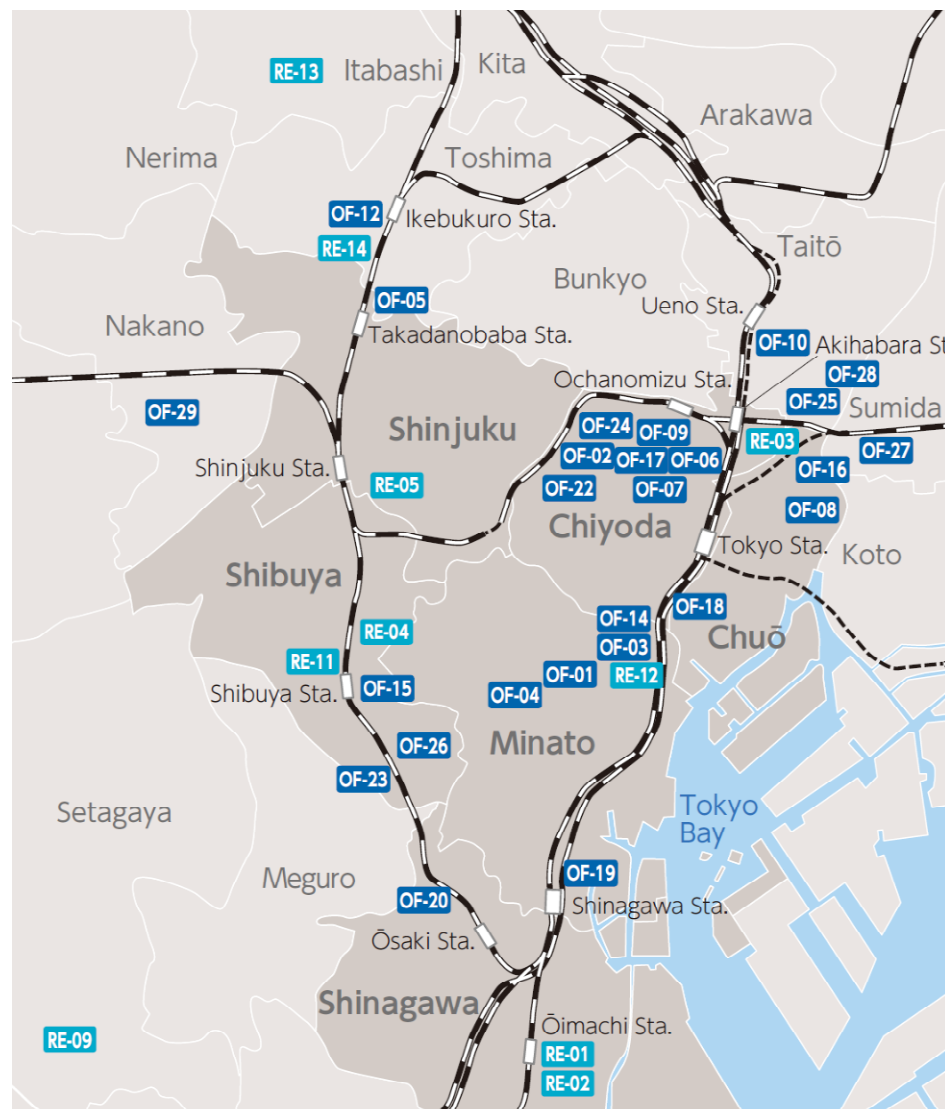 Kita
Itabashi
RE-13
Arakawa
Nerima
Toshima
OF-12
Ikebukuro Sta.
RE-14
Taitō
Bunkyo
OF-05
Ueno Sta.
Nakano
Takadanobaba Sta.
OF-10
Akihabara St
OF-28
Ochanomizu Sta.
OF-25
Sumida
OF-29
Shinjuku
OF-24
OF-09
RE-03
OF-27
Shinjuku Sta.
OF-02
OF-17
OF-06
OF-16
RE-05
OF-22
OF-07
OF-08
Chiyoda
Tokyo Sta.
Koto
Shibuya
OF-18
OF-14
RE-04
Chuō
OF-03
RE-11
OF-01
RE-12
Shibuya Sta.
OF-15
OF-04
Minato
OF-26
OF-23
Setagaya
Tokyo
Bay
Meguro
OF-19
OF-20
Shinagawa Sta.
Ōsaki Sta.
Shinagawa
Ōimachi Sta.
RE-09
RE-01
RE-02